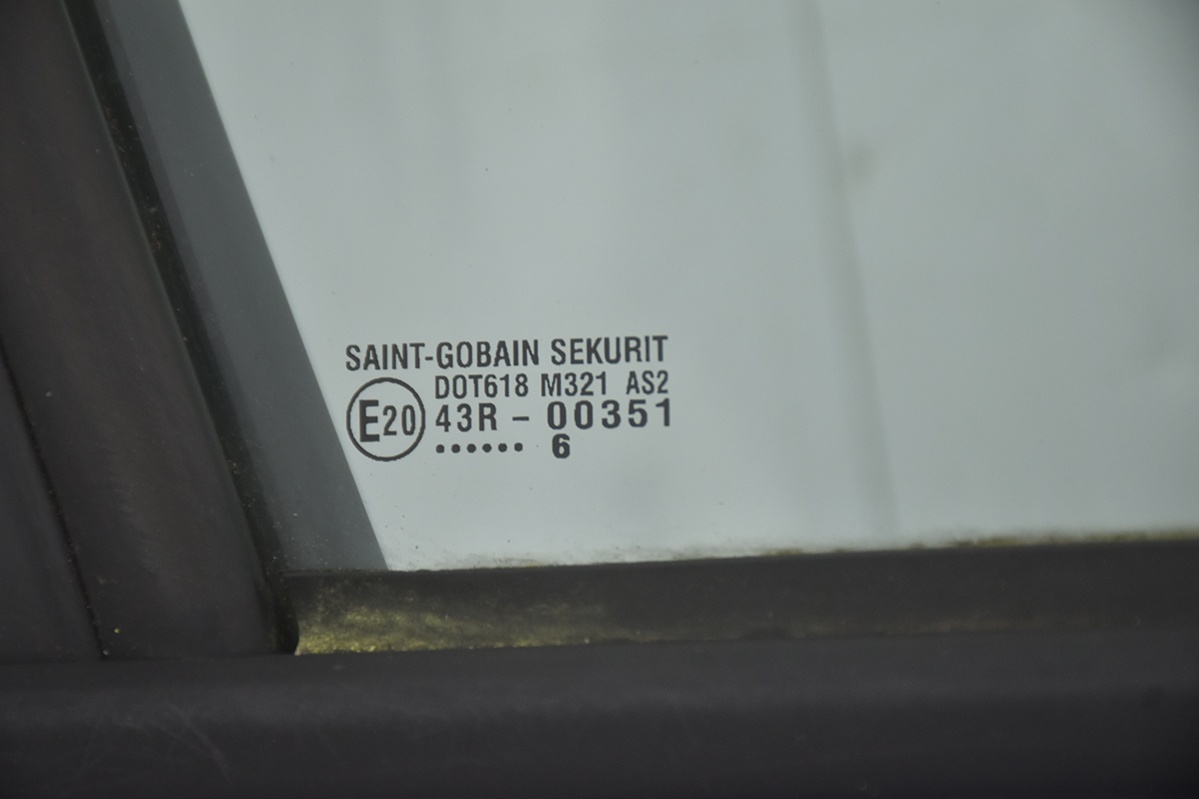 SAINT-GOBAIN SEKURIT
DOT618 M321 AS2
E20 43R - 00351
...... 6